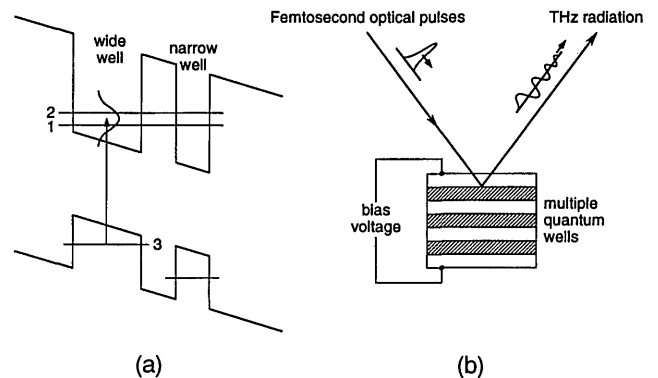 wide
well
narrow
well
2
1
3
(a)
Femtosecond optical pulses
THz radiation
bias
voltage
multiple
quantum
wells
(b)